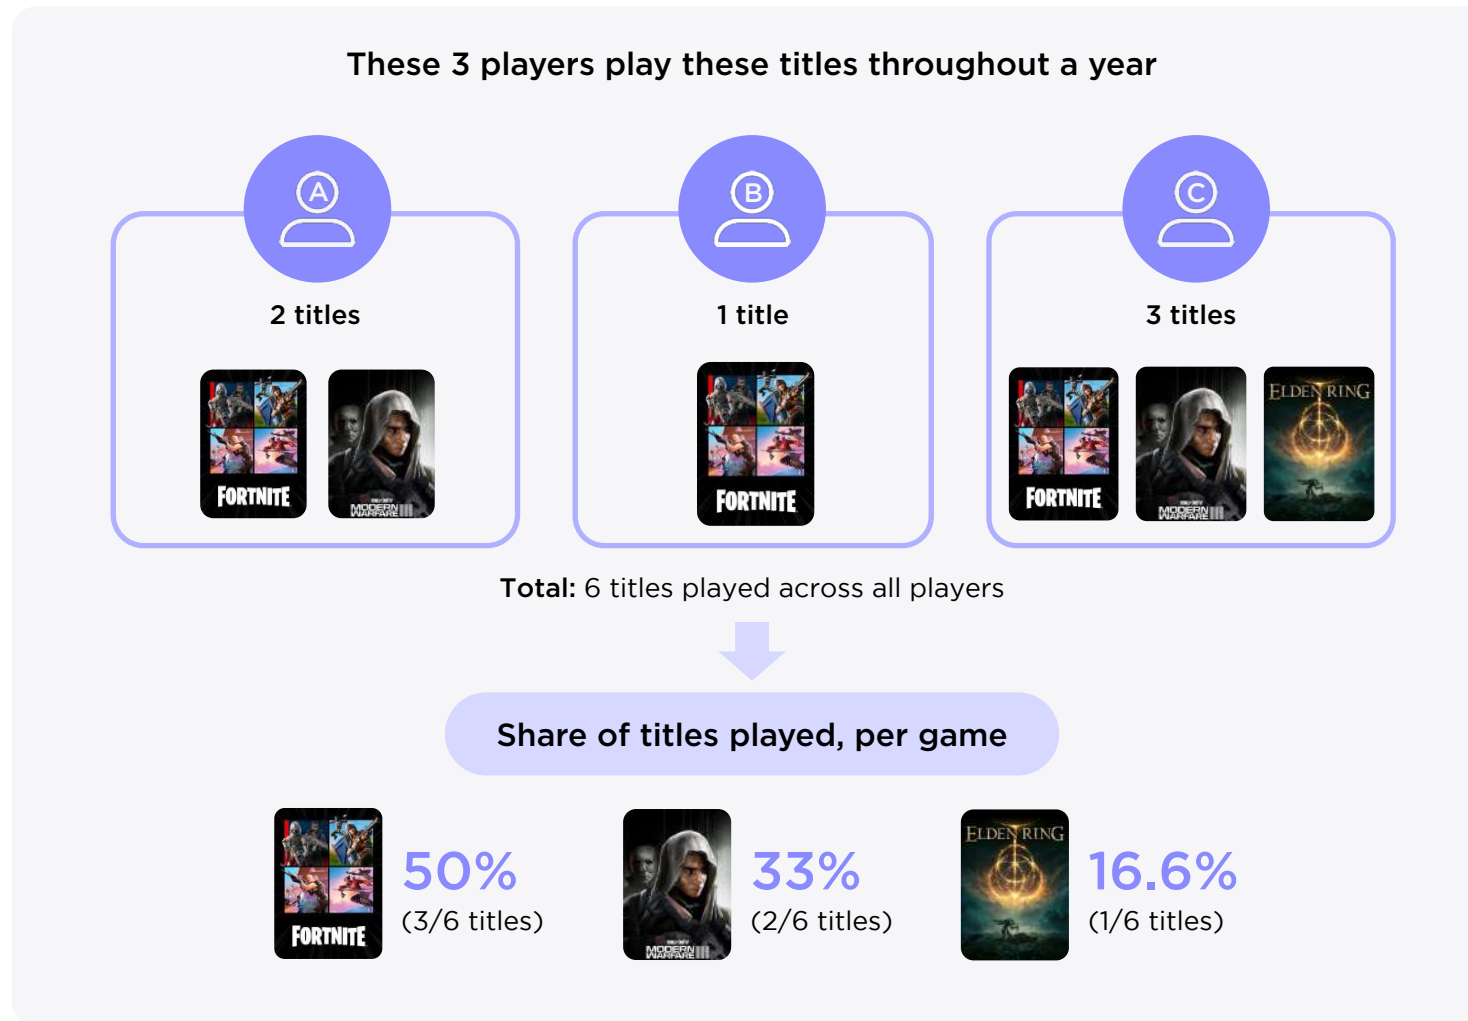 These 3 players play these titles throughout a year
A
B
C
2 titles
1 title
3 titles
FORTNITE
MODERN
WARFARE III
FORTNITE
FORTNITE
MODERN
WARFARE III
ELDEN RING
Total: 6 titles played across all players
Share of titles played, per game
FORTNITE
50%
(3/6 titles)
MODERN
WARFARE III
33%
(2/6 titles)
ELDEN RING
16.6%
(1/6 titles)